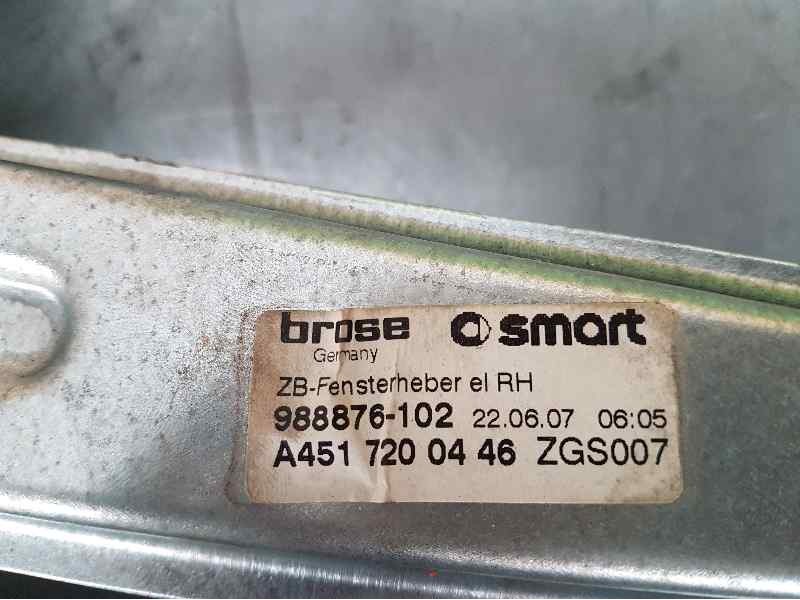 brose smart
Germany
ZB-Fensterheber el RH
988876-102 22.06.07 06:05
A451 720 04 46 ZGS007